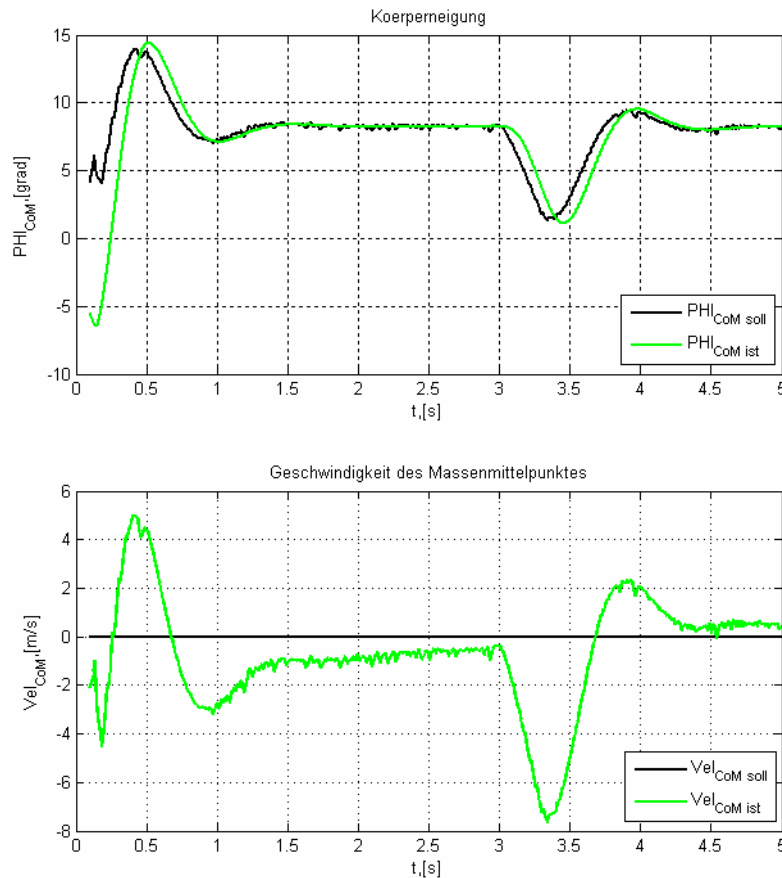 Koerperneigung
15
10
5
0
-5
-10
PHI_CoM,[grad]
0 0.5 1 1.5 2 2.5 3 3.5 4 4.5 5
t,[s]
PHI_CoM soll
PHI_CoM ist
Geschwindigkeit des Massenmittelpunktes
6
4
2
0
-2
-4
-6
-8
Vel_CoM,[m/s]
0 0.5 1 1.5 2 2.5 3 3.5 4 4.5 5
t,[s]
Vel_CoM soll
Vel_CoM ist